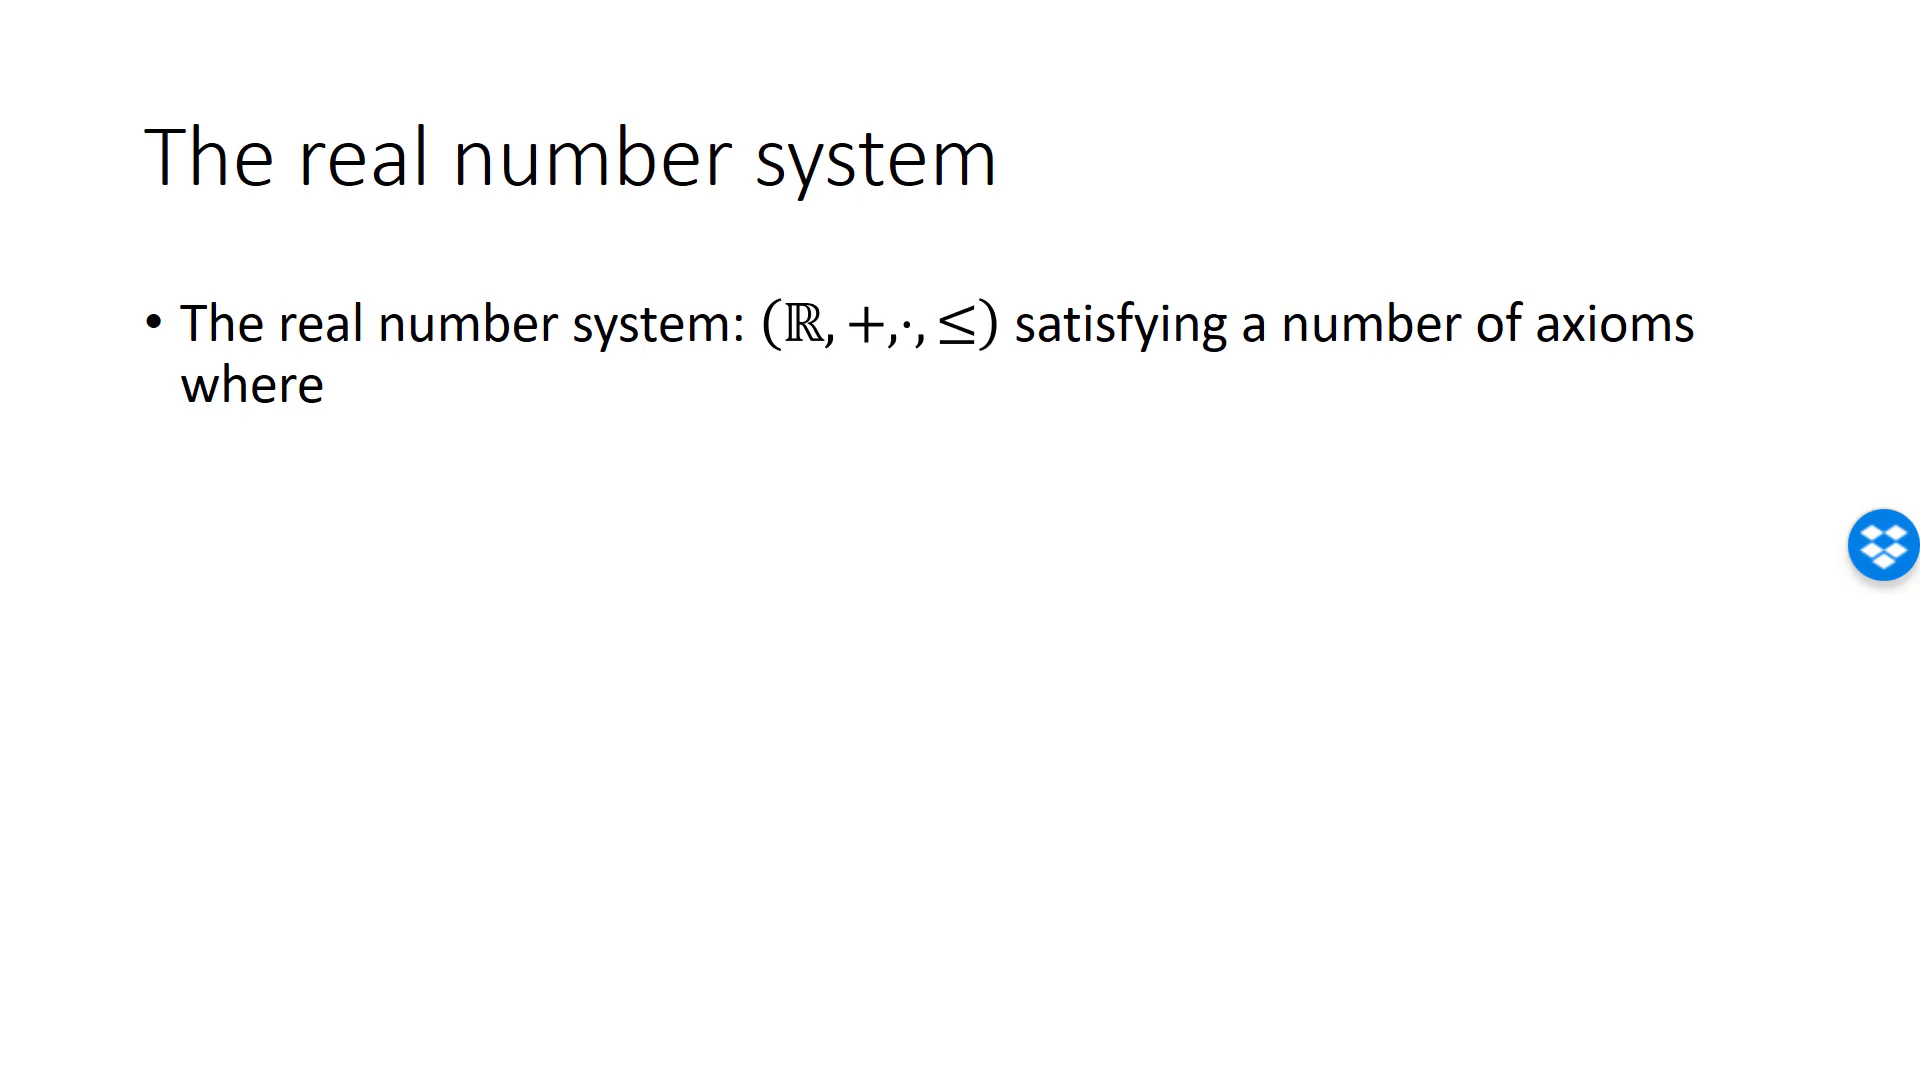 The real number system
• The real number system: (ℝ, +,·, ≤) satisfying a number of axioms
where